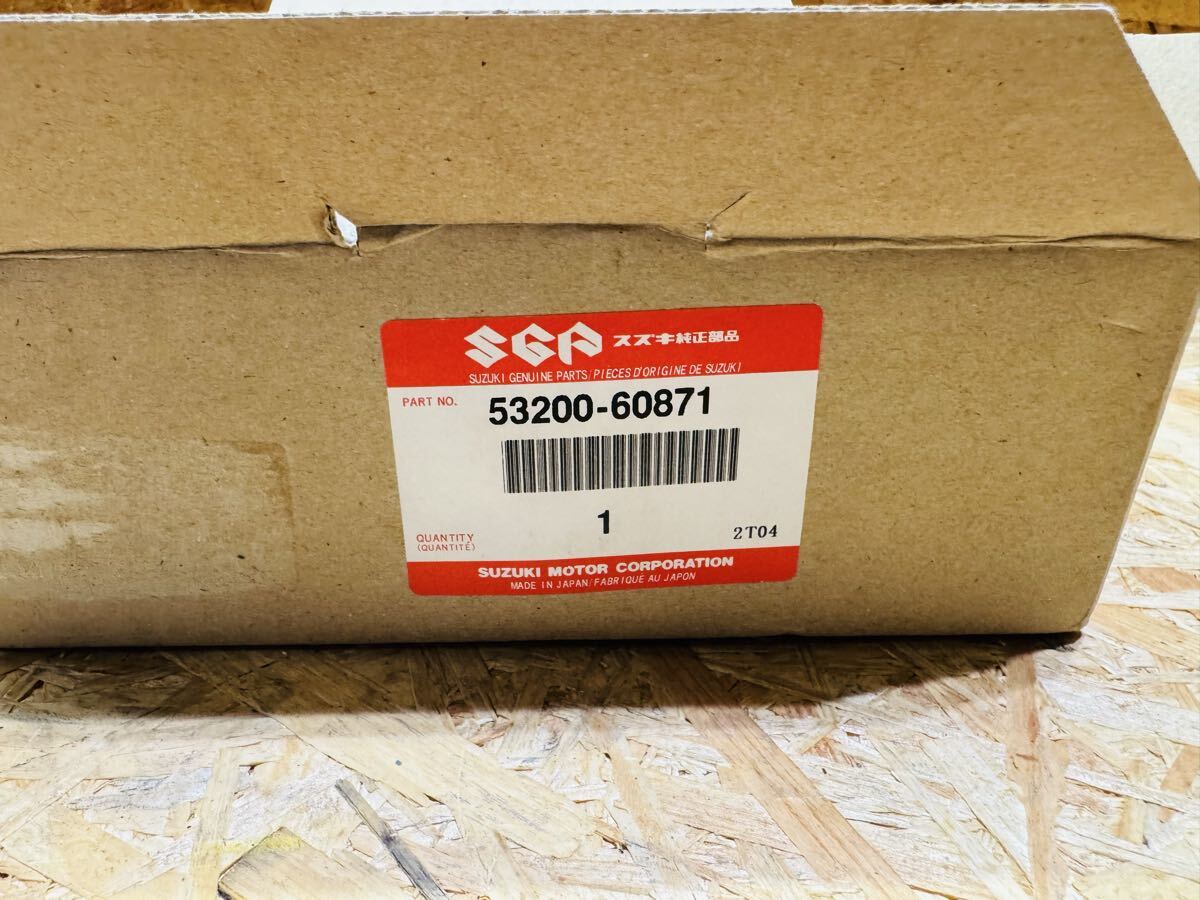 SGP スズキ純正部品
SUZUKI GENUINE PARTS/PIÈCES D'ORIGINE DE SUZUKI
PART NO. 53200-60871
1
QUANTITY
(QUANTITÉ)
2T04
SUZUKI MOTOR CORPORATION
MADE IN JAPAN/FABRIQUÉ AU JAPON